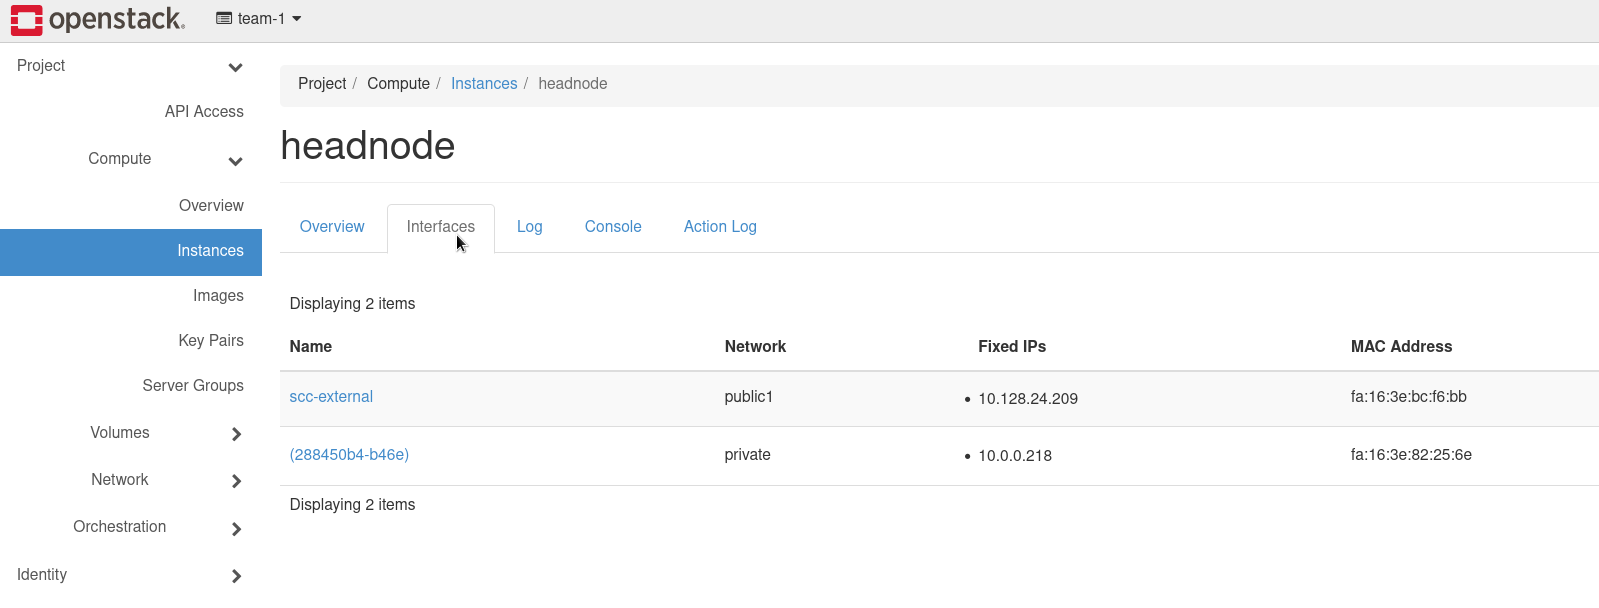 openstack.
team-1
Project
API Access
Compute
Overview
Instances
Images
Key Pairs
Server Groups
Volumes
Network
Orchestration
Identity
Project / Compute / Instances / headnode
headnode
Overview Interfaces Log Console Action Log
Displaying 2 items
Name Network Fixed IPs MAC Address
scc-external public1 • 10.128.24.209 fa:16:3e:bc:f6:bb
(288450b4-b46e) private • 10.0.0.218 fa:16:3e:82:25:6e
Displaying 2 items